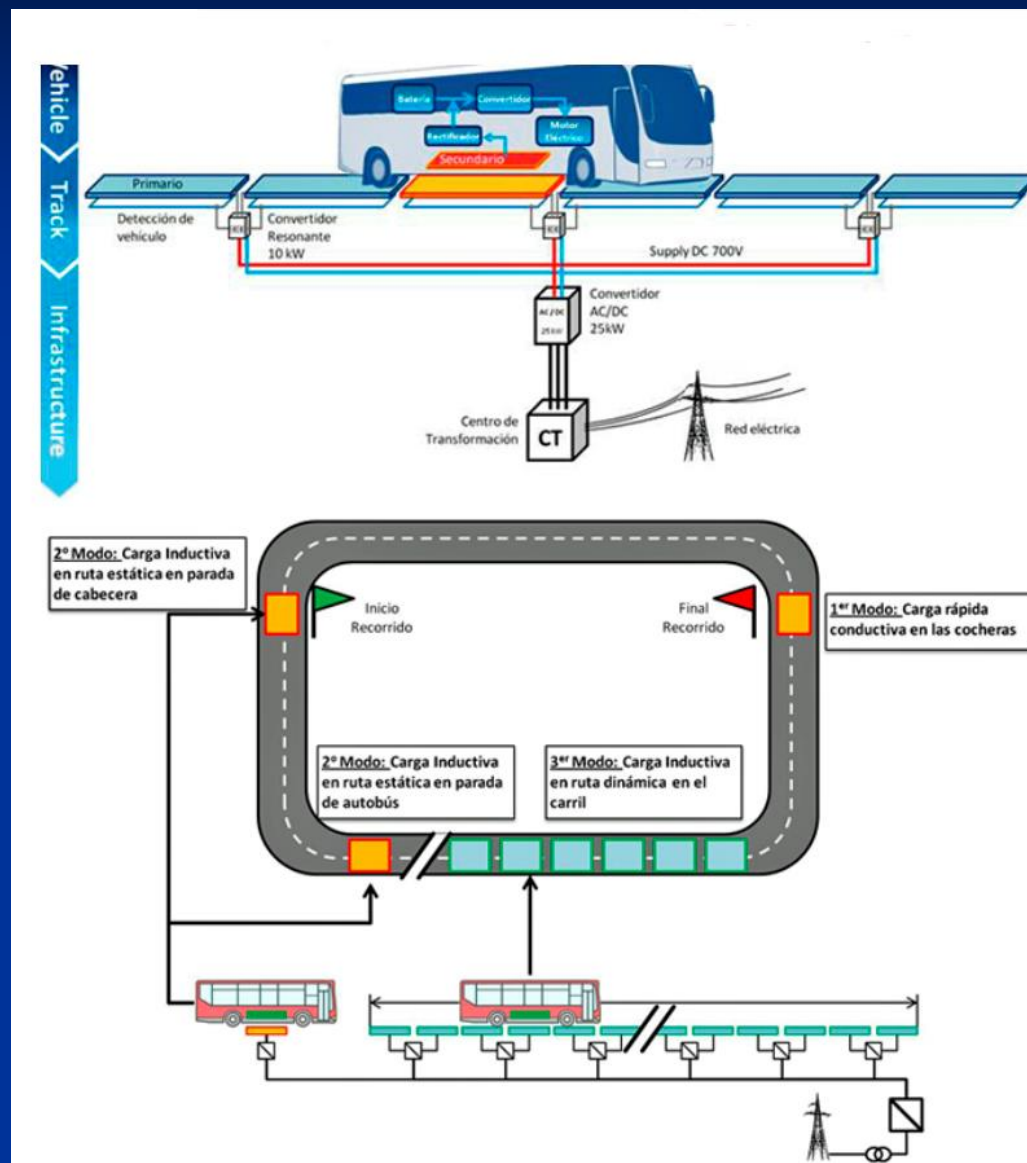 Vehicle
Track
Infrastructure
Batería
Convertidor
Rectificador
Motor
Eléctrico
Secundario
Primario
Detección de
vehículo
Convertidor
Resonante
10 kW
Supply DC 700V
AC/DC
25kW
Convertidor
AC/DC
25kW
Centro de
Transformación
CT
Red eléctrica
2º Modo: Carga Inductiva
en ruta estática en parada
de cabecera
Inicio
Recorrido
Final
Recorrido
1er Modo: Carga rápida
conductiva en las cocheras
2º Modo: Carga Inductiva
en ruta estática en parada
de autobús
3er Modo: Carga Inductiva
en ruta dinámica en el
carril